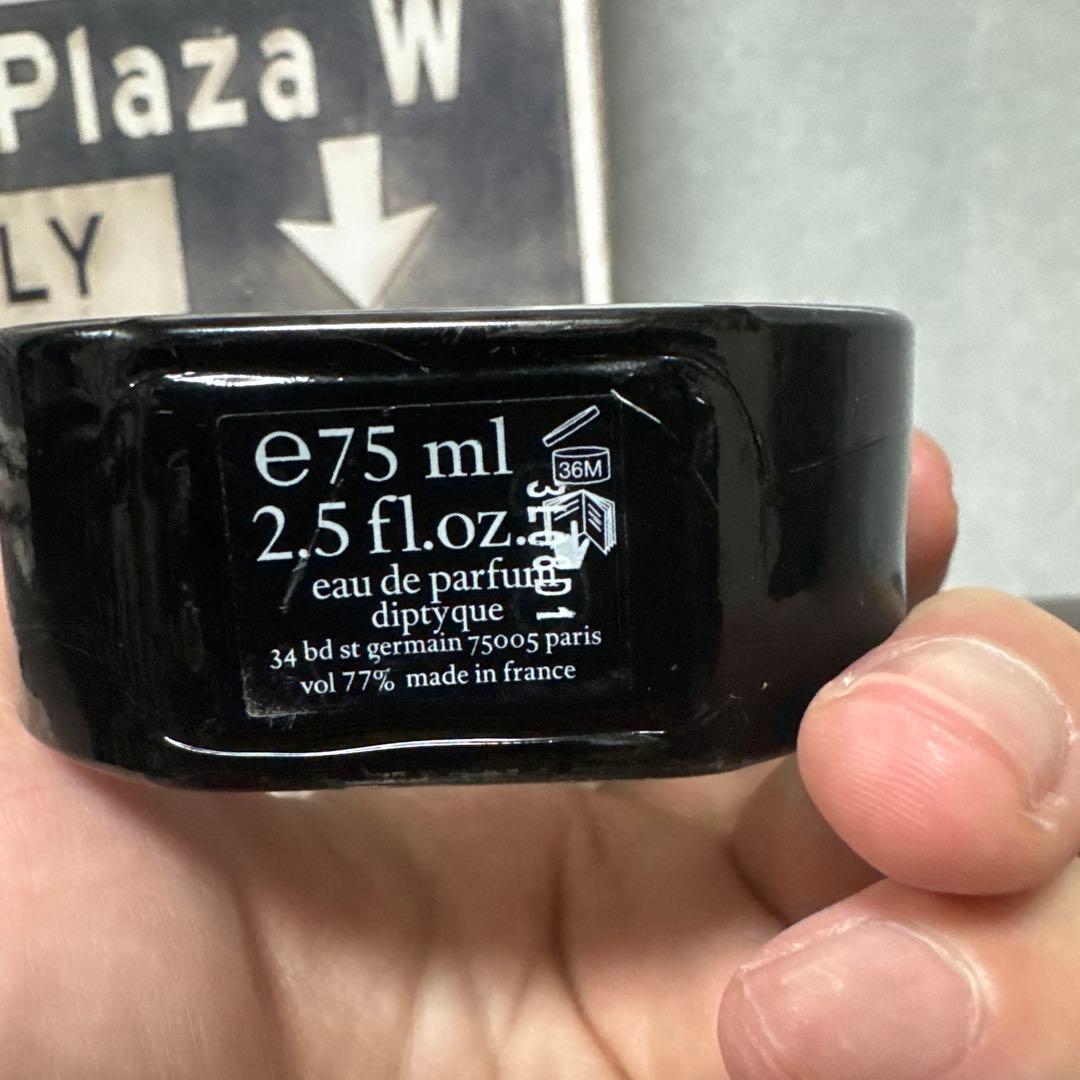 Plaza W
LY
e75 ml
2.5 fl.oz.
36M
eau de parfum
diptyque
34 bd st germain 75005 paris
vol 77% made in france